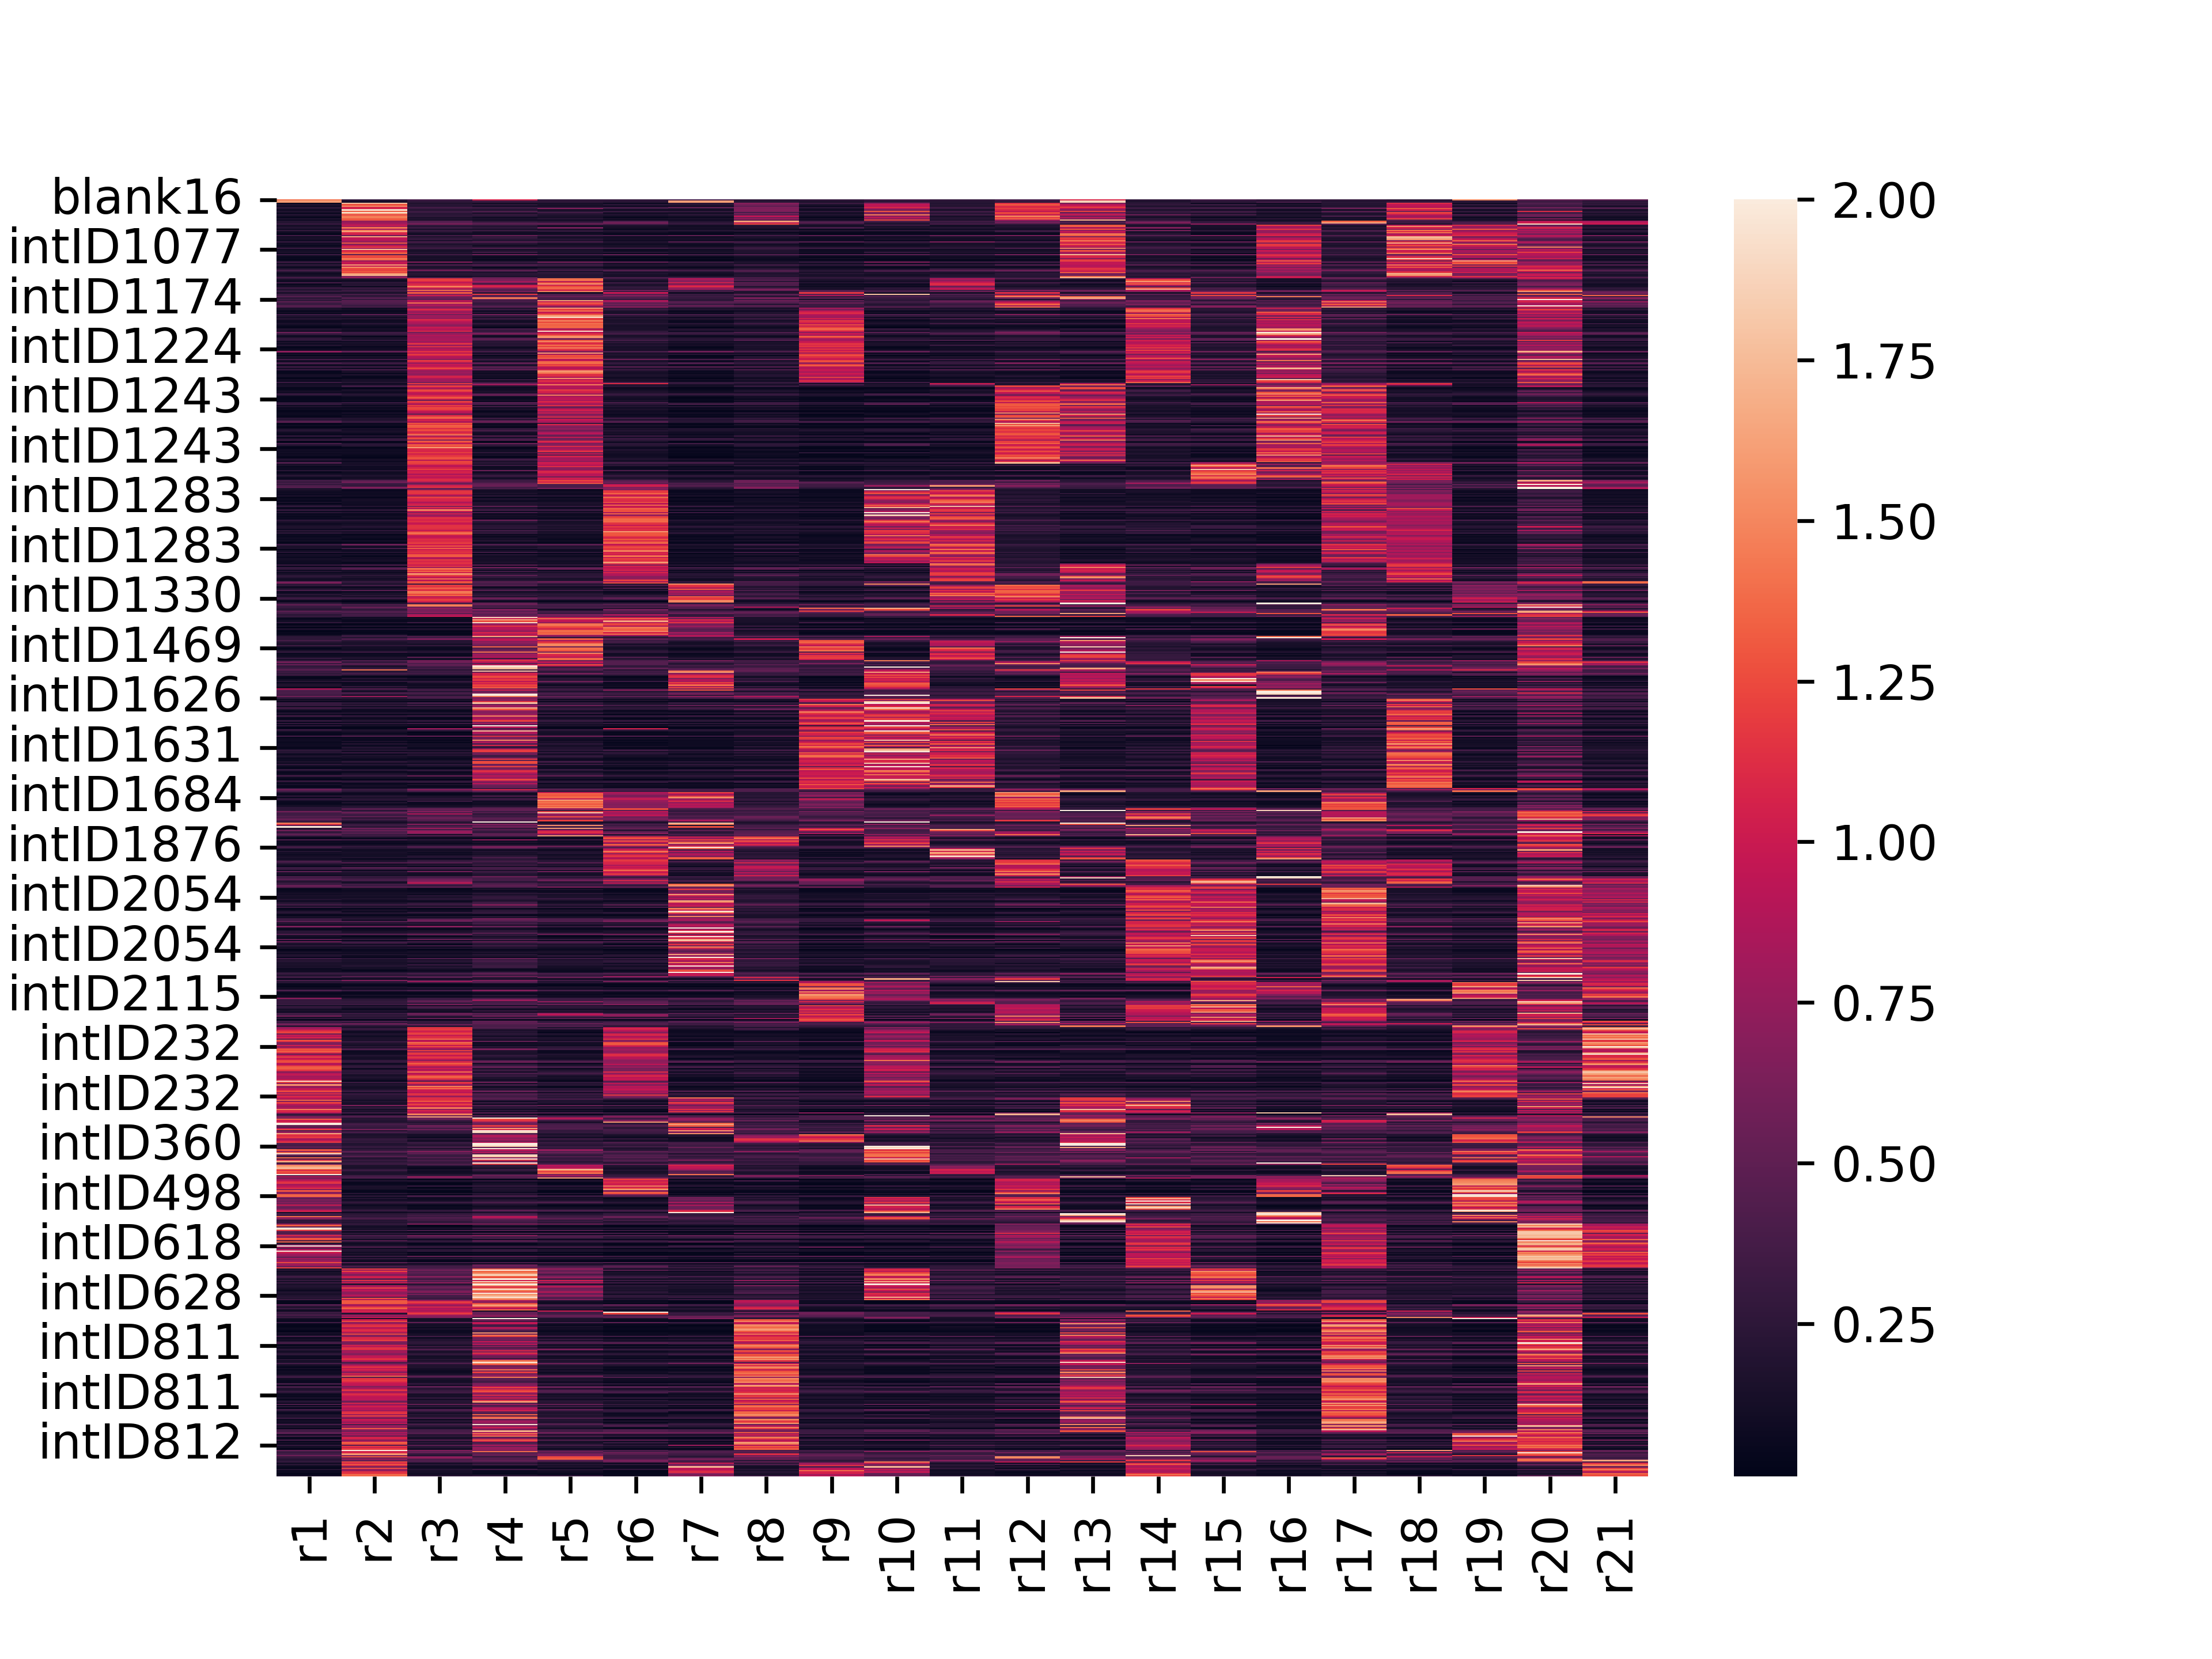 blank16
intID1077
intID1174
intID1224
intID1243
intID1243
intID1283
intID1283
intID1330
intID1469
intID1626
intID1631
intID1684
intID1876
intID2054
intID2054
intID2115
intID232
intID232
intID360
intID498
intID618
intID628
intID811
intID811
intID812
r1 r2 r3 r4 r5 r6 r7 r8 r9 r10 r11 r12 r13 r14 r15 r16 r17 r18 r19 r20 r21
2.00
1.75
1.50
1.25
1.00
0.75
0.50
0.25